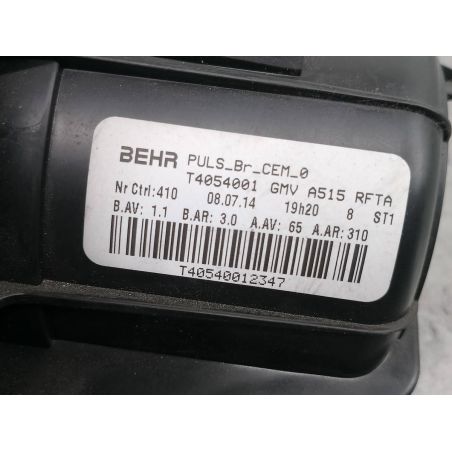 BEHR PULS_Br_CEM_0
T4054001 GMV A515 RFTA
Nr Ctrl:410 08.07.14 19h20 8 ST1
B.AV: 1.1 B.AR: 3.0 A.AV: 65 A.AR:310
T40540012347